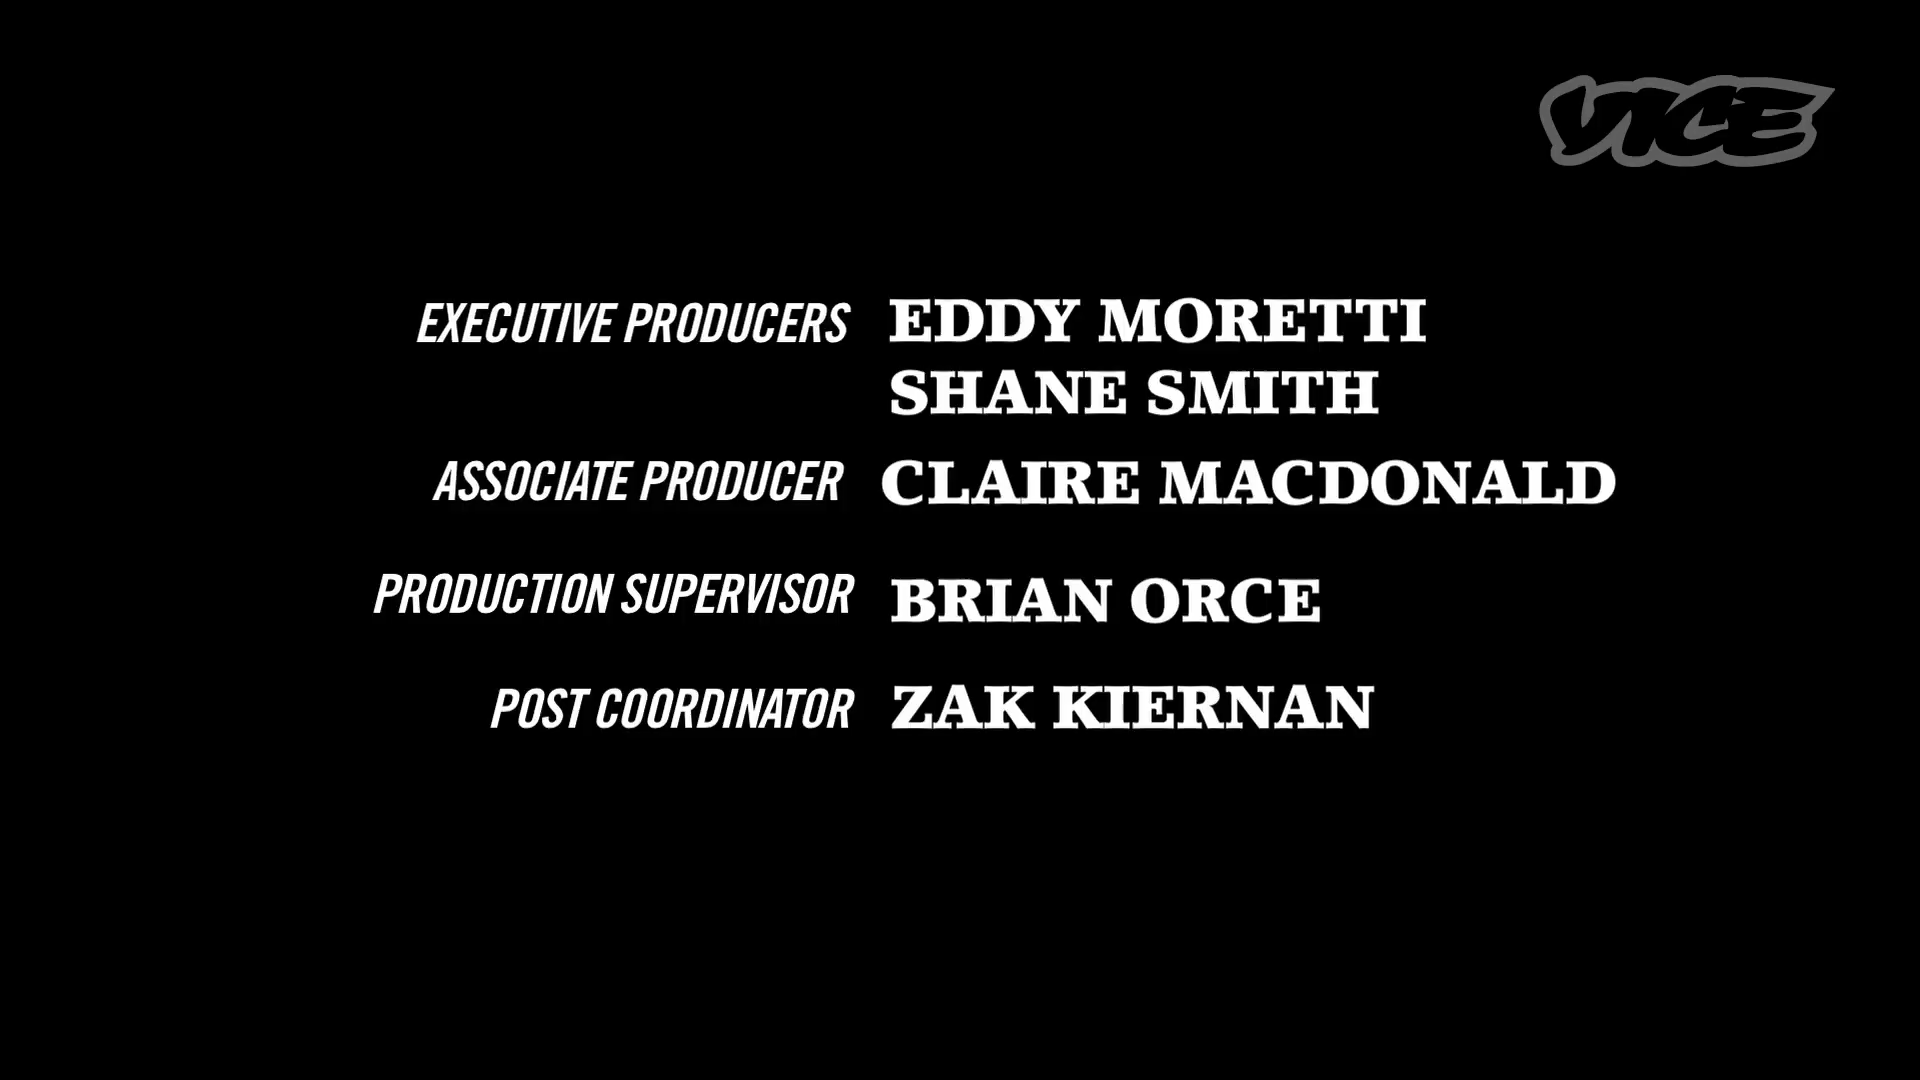 VICE
EXECUTIVE PRODUCERS EDDY MORETTI
SHANE SMITH
ASSOCIATE PRODUCER CLAIRE MACDONALD
PRODUCTION SUPERVISOR BRIAN ORCE
POST COORDINATOR ZAK KIERNAN